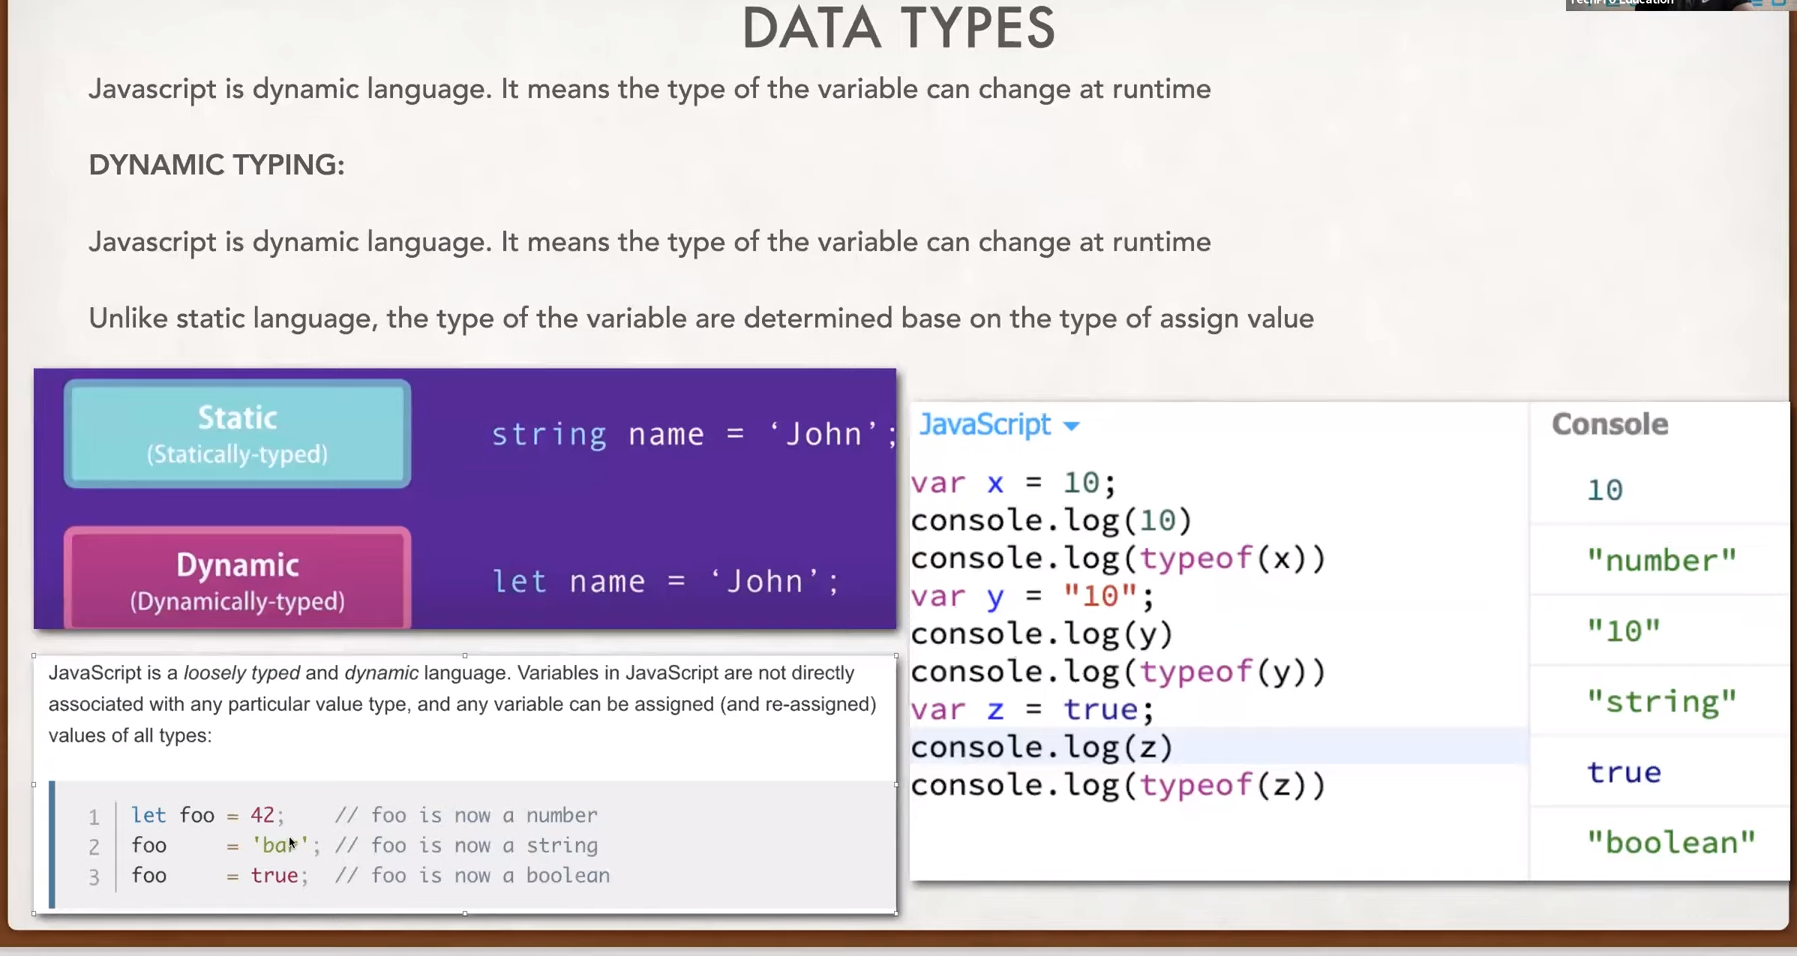 TechPro Education
DATA TYPES
Javascript is dynamic language. It means the type of the variable can change at runtime
DYNAMIC TYPING:
Javascript is dynamic language. It means the type of the variable can change at runtime
Unlike static language, the type of the variable are determined base on the type of assign value
Static
(Statically-typed)
string name = ‘John’;
Dynamic
(Dynamically-typed)
let name = ‘John’;
JavaScript is a loosely typed and dynamic language. Variables in JavaScript are not directly
associated with any particular value type, and any variable can be assigned (and re-assigned)
values of all types:
1 let foo = 42; // foo is now a number
2 foo = 'bar'; // foo is now a string
3 foo = true; // foo is now a boolean
JavaScript
var x = 10;
console.log(10)
console.log(typeof(x))
var y = "10";
console.log(y)
console.log(typeof(y))
var z = true;
console.log(z)
console.log(typeof(z))
Console
10
"number"
"10"
"string"
true
"boolean"